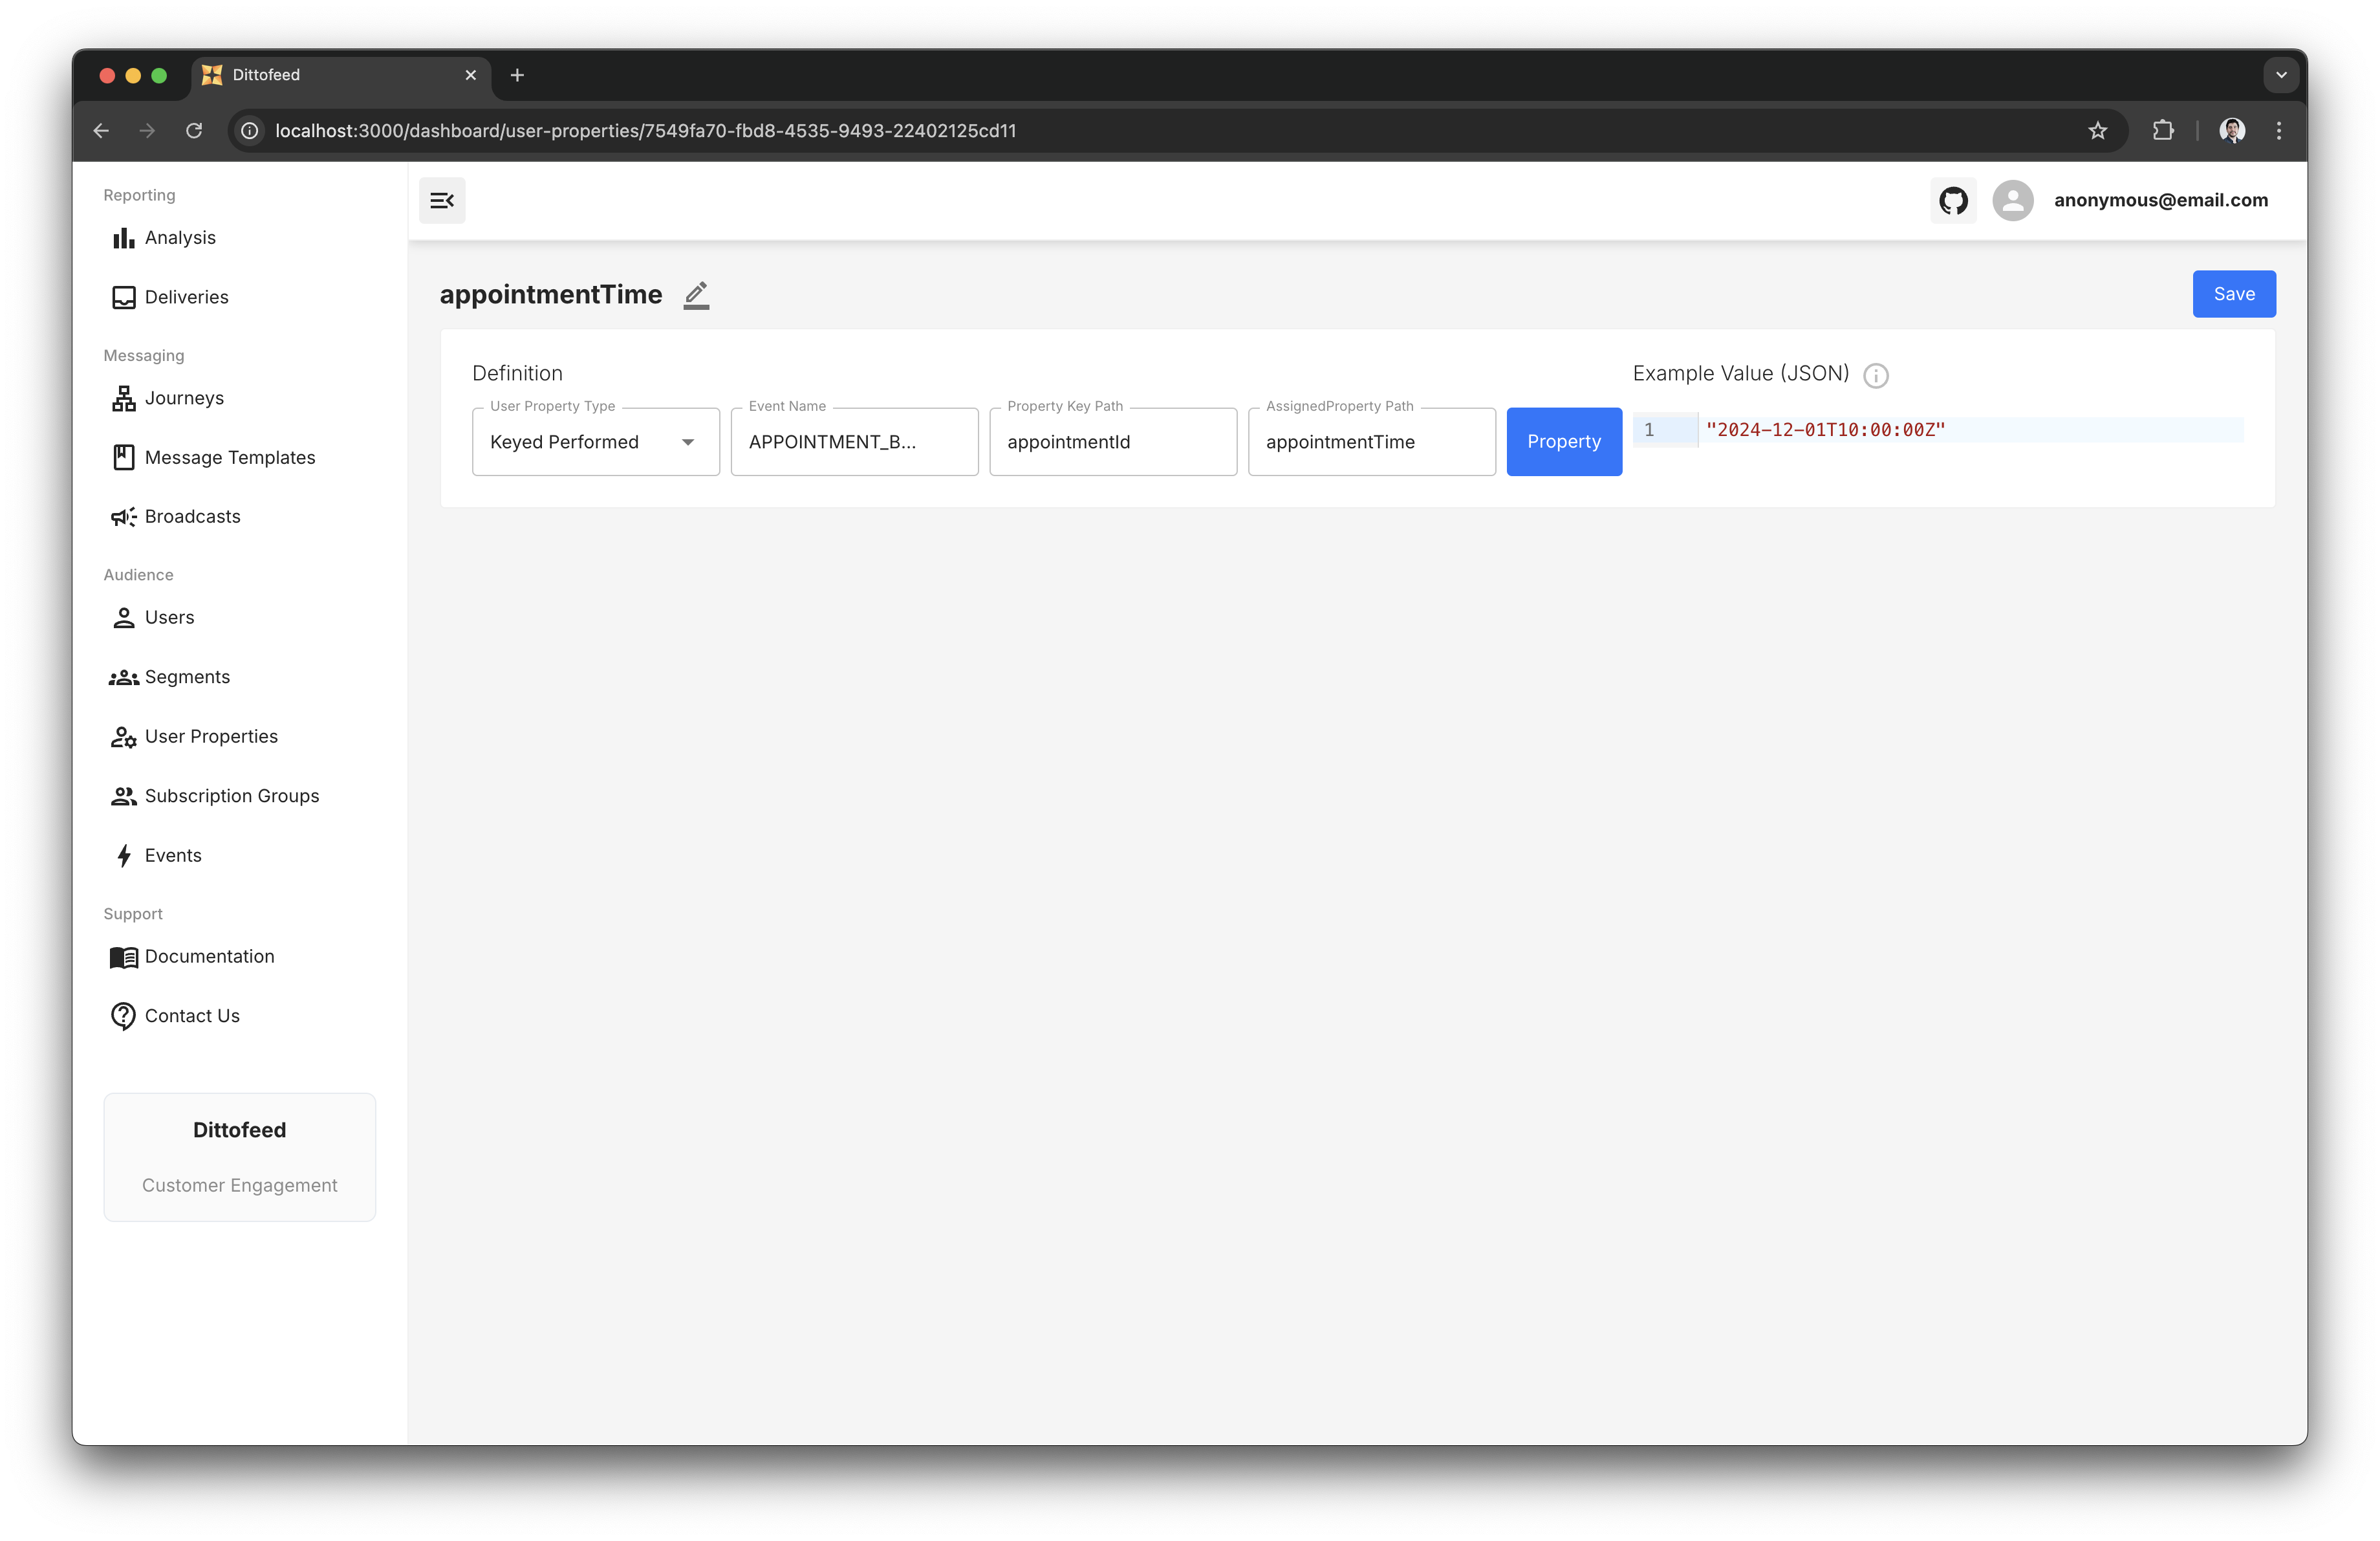 Dittofeed
localhost:3000/dashboard/user-properties/7549fa70-fbd8-4535-9493-22402125cd11
Reporting
Analysis
Deliveries
Messaging
Journeys
Message Templates
Broadcasts
Audience
Users
Segments
User Properties
Subscription Groups
Events
Support
Documentation
Contact Us
Dittofeed
Customer Engagement
anonymous@email.com
appointmentTime
Save
Definition
User Property Type
Keyed Performed
Event Name
APPOINTMENT_B...
Property Key Path
appointmentId
AssignedProperty Path
appointmentTime
Property
Example Value (JSON)
1 "2024-12-01T10:00:00Z"